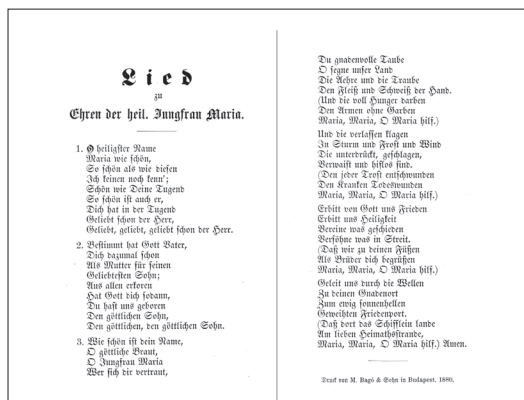 Lied
zu
Ehren der heil. Jungfrau Maria.
1. O heiligster Name
Maria wie schön,
So schön als wie diesen
Ich keinen noch kenn';
Schön wie Deine Tugend
So schön ist auch er,
Dich hat in der Tugend
Geliebt schon der Herr.
Geliebt, geliebt, geliebt schon der Herr.
2. Bestimmt hat Gott Vater,
Dich dazumal schon
Als Mutter für seinen
Geliebtesten Sohn;
Aus allen erkoren
Hat Gott dich sodann,
Du hast uns geboren
Den göttlichen Sohn,
Den göttlichen, den göttlichen Sohn.
3. Wie schön ist dein Name,
O göttliche Braut,
O Jungfrau Maria
Wer sich dir vertraut,
Du gnadenvolle Taube
O segne unser Land
Die Aehre und die Traube
Den Fleiß und Schweiß der Hand.
(Und die voll Hunger darben
Den Armen ohne Garben
Maria, Maria, O Maria hilf.)
Und die verlassen klagen
In Sturm und Frost und Wind
Die unterdrückt, geschlagen,
Verwaist und hilflos sind.
(Den jeder Trost entschwunden
Den Kranken Todeswunden
Maria, Maria, O Maria hilf.)
Erbitt von Gott uns Frieden
Erbitt uns Heiligkeit
Vereine was geschieden
Versöhne was in Streit.
(Daß wir zu deinen Füßen
Als Brüder dich begrüssen
Maria, Maria, O Maria hilf.)
Geleit uns durch die Wellen
Zu deinen Gnadenort
Zum ewig sonnenhellen
Geweihten Friedenport.
(Daß dort das Schifflein lande
Am lieben Heimathsstrande,
Maria, Maria, O Maria hilf.) Amen.
Druck von M. Bagó & Sohn in Budapest, 1880.